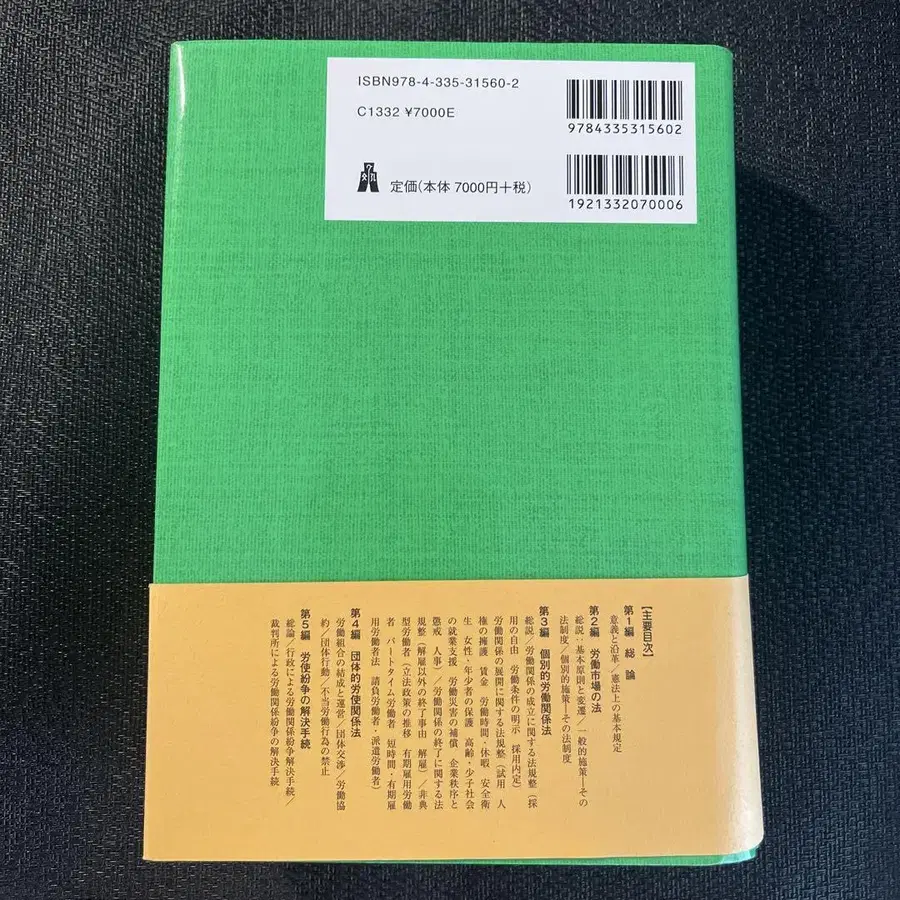 ISBN978-4-335-31560-2
C1332 ¥7000E
定価(本体 7000円+税)
9784335315602
1921332070006
【主要目次】
第1編 総 論
意義と沿革/憲法上の基本規定
第2編 労働市場の法
総説:基本原則と変遷/一般的施策―その
法制度/個別的施策―その法制度
第3編 個別的労働関係法
総説/労働関係の成立に関する法規整(採
用の自由 労働条件の明示 採用内定)/
労働関係の展開に関する法規整(試用 人
権の擁護 賃金 労働時間・休暇 安全衛
生 女性・年少者の保護 高齢・少子社会
の就業支援 労働災害の補償 企業秩序と
懲戒 人事)/労働関係の終了に関する法
規整(解雇以外の終了事由 解雇)/非典
型労働者(立法政策の推移 有期雇用労働
者 パートタイム労働者 短時間・有期雇
用労働者法 請負労働者・派遣労働者)
第4編 団体的労使関係法
労働組合の結成と運営/団体交渉/労働協
約/団体行動/不当労働行為の禁止
第5編 労使紛争の解決手続
総論/行政による労働関係紛争解決手続/
裁判所による労働関係紛争の解決手続